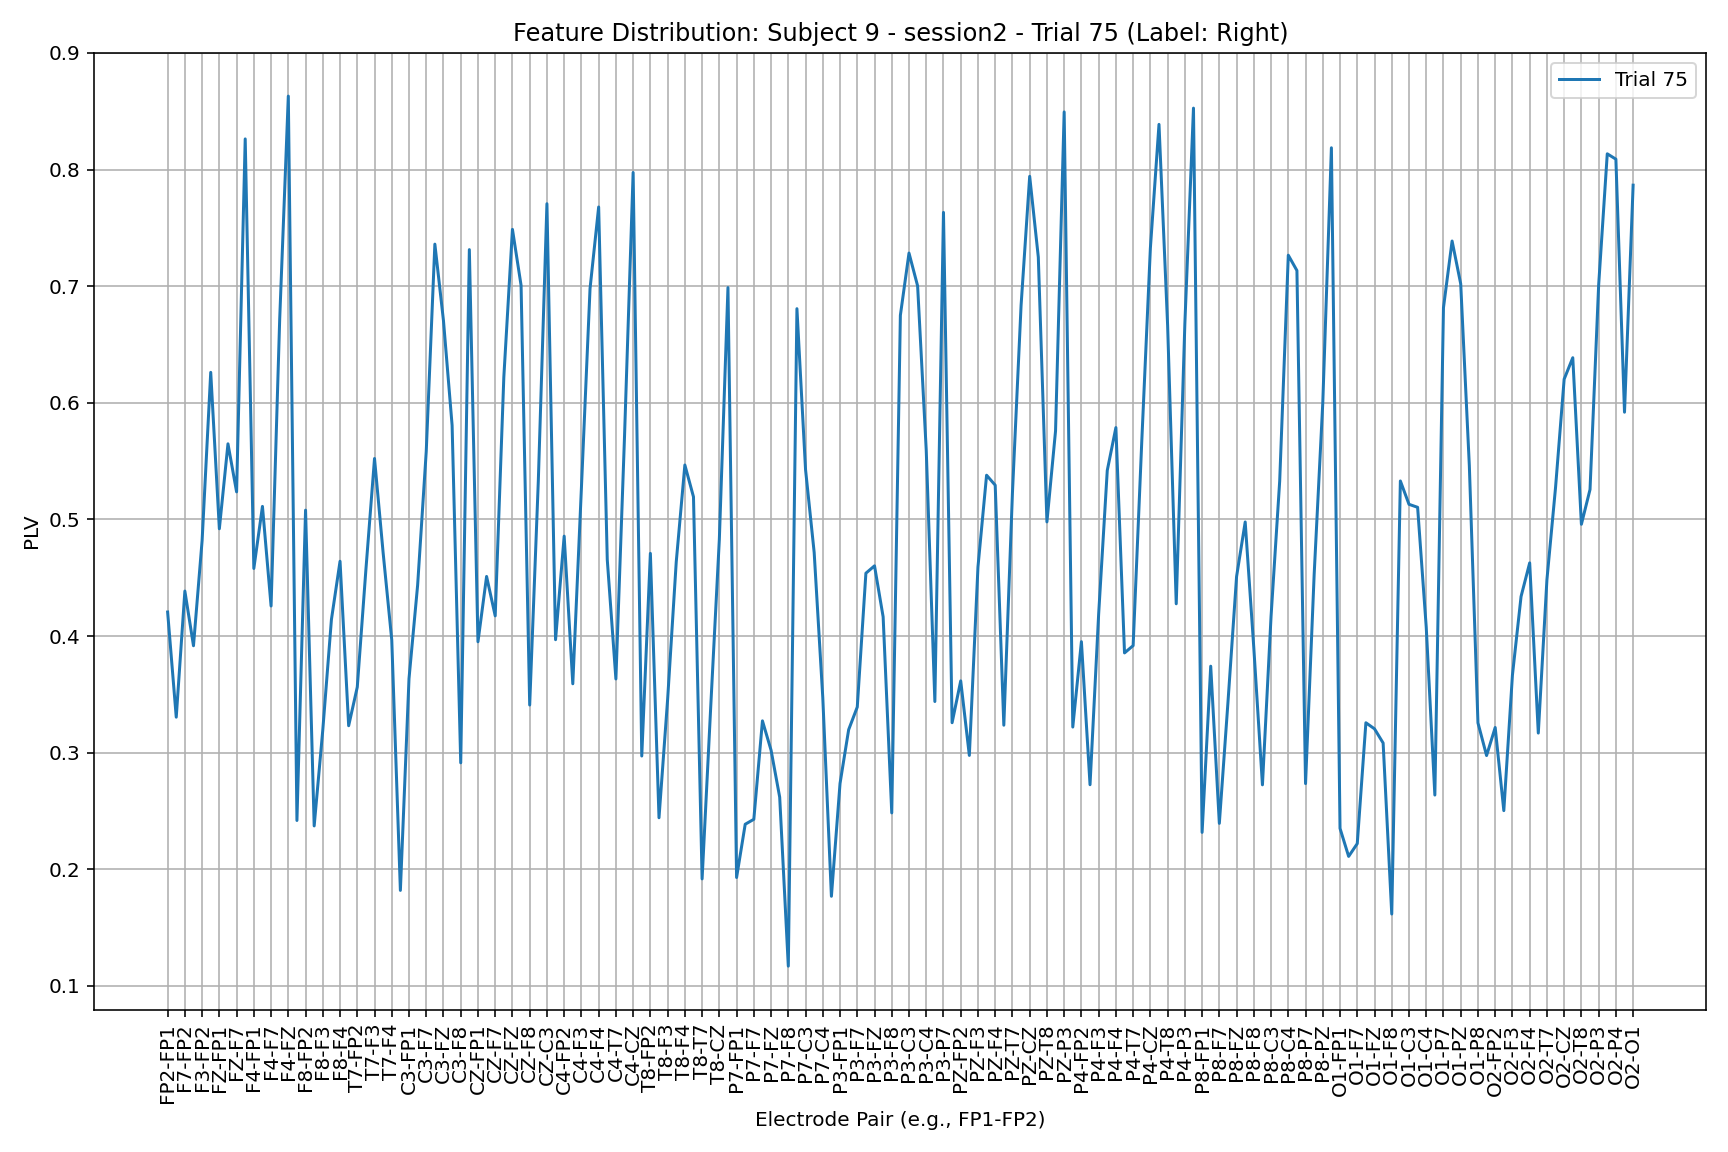 Feature Distribution: Subject 9 - session2 - Trial 75 (Label: Right)
Trial 75
0.9
0.8
0.7
0.6
0.5
0.4
0.3
0.2
0.1
PLV
FP2-FP1
F7-FP2
F3-FP2
FZ-FP1
FZ-F7
F4-FP1
F4-F7
F4-FZ
F8-FP2
F8-F3
F8-F4
T7-FP2
T7-F3
T7-F4
C3-FP1
C3-F7
C3-FZ
C3-F8
CZ-FP1
CZ-F7
CZ-FZ
CZ-F8
CZ-C3
C4-FP2
C4-F3
C4-F4
C4-T7
C4-CZ
T8-FP2
T8-F3
T8-F4
T8-T7
T8-CZ
P7-FP1
P7-F7
P7-FZ
P7-F8
P7-C3
P7-C4
P3-FP1
P3-F7
P3-FZ
P3-F8
P3-C3
P3-C4
P3-P7
PZ-FP2
PZ-F3
PZ-F4
PZ-T7
PZ-CZ
PZ-T8
PZ-P3
P4-FP2
P4-F3
P4-F4
P4-T7
P4-CZ
P4-T8
P4-P3
P8-FP1
P8-F7
P8-FZ
P8-F8
P8-C3
P8-C4
P8-P7
P8-PZ
O1-FP1
O1-F7
O1-FZ
O1-F8
O1-C3
O1-C4
O1-P7
O1-PZ
O1-P8
O2-FP2
O2-F3
O2-F4
O2-T7
O2-CZ
O2-T8
O2-P3
O2-P4
O2-O1
Electrode Pair (e.g., FP1-FP2)